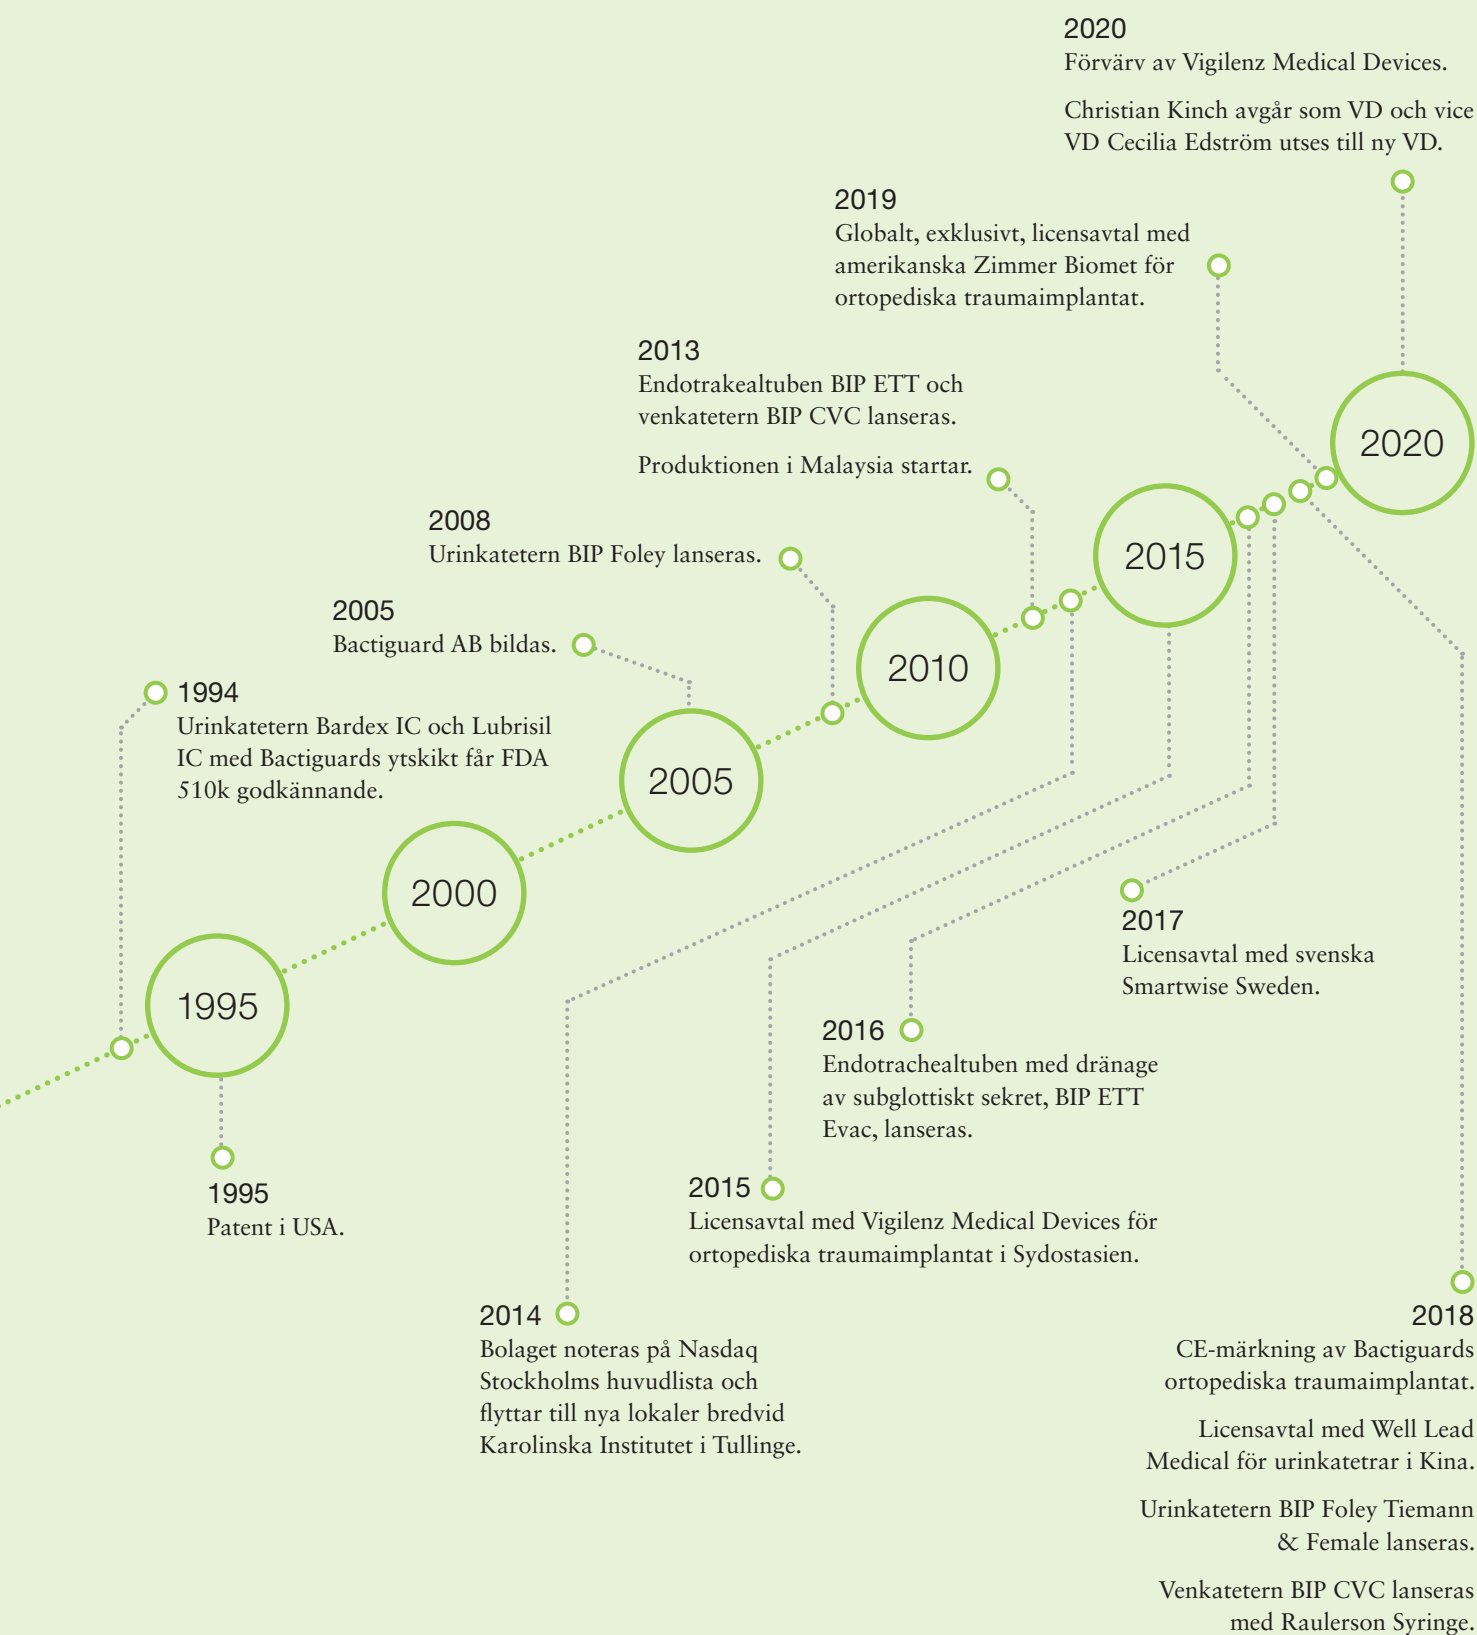 2020
Förvärv av Vigilenz Medical Devices.
Christian Kinch avgår som VD och vice
VD Cecilia Edström utses till ny VD.
2019
Globalt, exklusivt, licensavtal med
amerikanska Zimmer Biomet för
ortopediska traumaimplantat.
2013
Endotrakealtuben BIP ETT och
venkatetern BIP CVC lanseras.
Produktionen i Malaysia startar.
2008
Urinkatetern BIP Foley lanseras.
2005
Bactiguard AB bildas.
1994
Urinkatetern Bardex IC och Lubrisil
IC med Bactiguards ytskikt får FDA
510k godkännande.
2020
2015
2010
2005
2000
1995
1995
Patent i USA.
2017
Licensavtal med svenska
Smartwise Sweden.
2016
Endotrachealtuben med dränage
av subglottiskt sekret, BIP ETT
Evac, lanseras.
2015
Licensavtal med Vigilenz Medical Devices för
ortopediska traumaimplantat i Sydostasien.
2014
Bolaget noteras på Nasdaq
Stockholms huvudlista och
flyttar till nya lokaler bredvid
Karolinska Institutet i Tullinge.
2018
CE-märkning av Bactiguards
ortopediska traumaimplantat.
Licensavtal med Well Lead
Medical för urinkatetrar i Kina.
Urinkatetern BIP Foley Tiemann
& Female lanseras.
Venkatetern BIP CVC lanseras
med Raulerson Syringe.